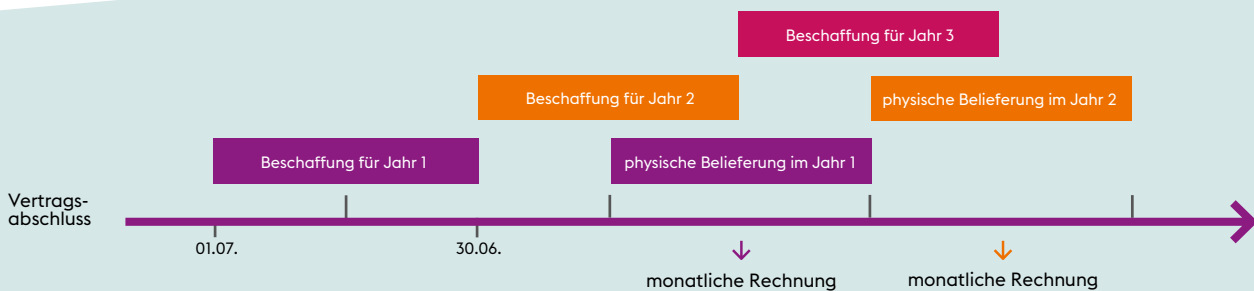 Beschaffung für Jahr 3
Beschaffung für Jahr 2
physische Belieferung im Jahr 2
Beschaffung für Jahr 1
physische Belieferung im Jahr 1
Vertrags-
abschluss
01.07.
30.06.
monatliche Rechnung
monatliche Rechnung